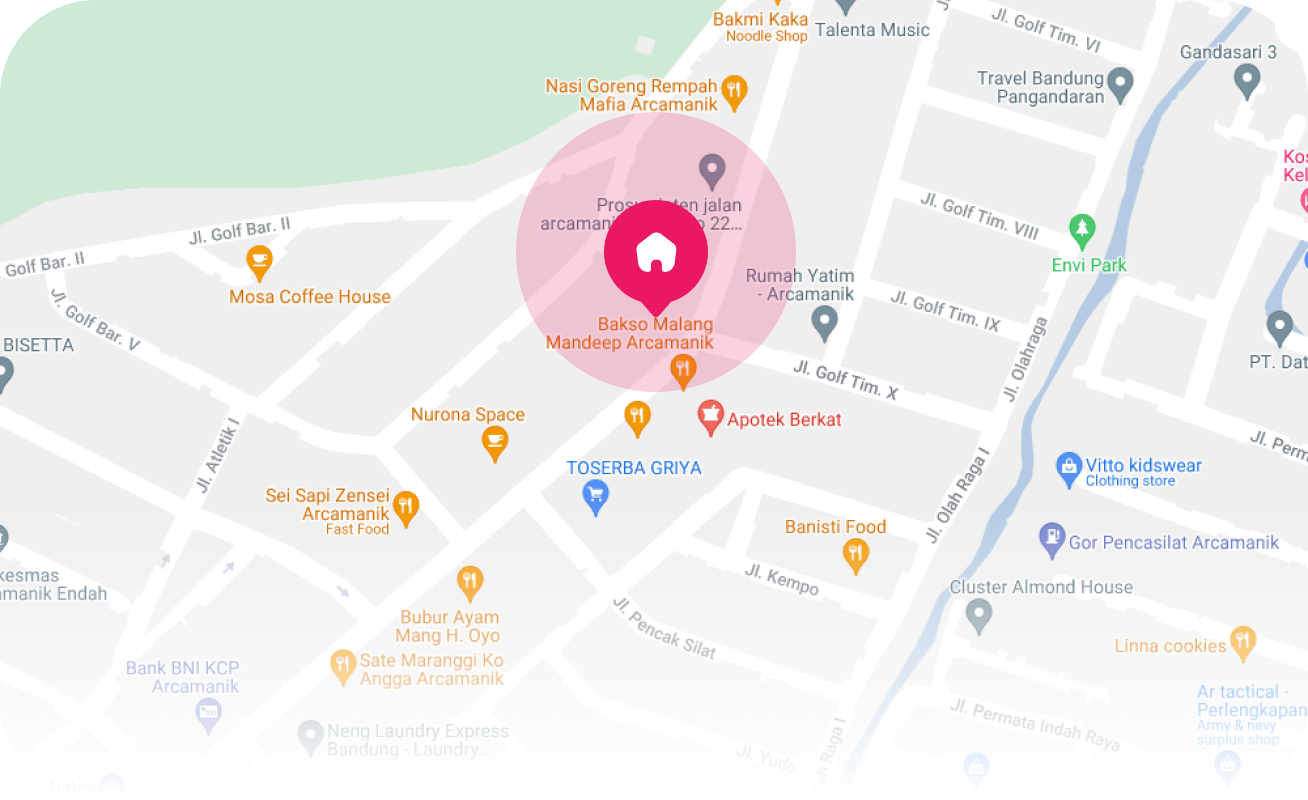 Bakmi Kaka
Noodle Shop
Talenta Music
Jl. Golf Tim. VI
Gandasari 3
Nasi Goreng Rempah
Mafia Arcamanik
Travel Bandung
Pangandaran
Kos
Kel
jalan
22...
Jl. Golf Tim. VIII
Jl. Golf Bar. II
Golf Bar. II
Envi Park
Mosa Coffee House
Rumah Yatim
- Arcamanik
Jl. Golf Bar. V
Jl. Golf Tim. IX
Bakso Malang
Mandeep Arcamanik
BISETTA
Jl. Olahraga
PT. Dat
Jl. Golf Tim. X
Nurona Space
Apotek Berkat
Jl. Atletik I
Jl. Perm
TOSERBA GRIYA
Vitto kidswear
Clothing store
Jl. Olah Raga I
Sei Sapi Zensei
Arcamanik
Fast Food
Banisti Food
Gor Pencasilat Arcamanik
kesmas
amanik Endah
Jl. Kempo
Cluster Almond House
Bubur Ayam
Mang H. Oyo
Jl. Pencak Silat
Linna cookies
Sate Maranggi Ko
Angga Arcamanik
Bank BNI KCP
Arcamanik
Ar tactical -
Perlengkapan
Army & navy
surplus shop
Jl. Permata Indah Raya
Neng Laundry Express
Bandung - Laundry...
Jl. Yudo
lah Raga I